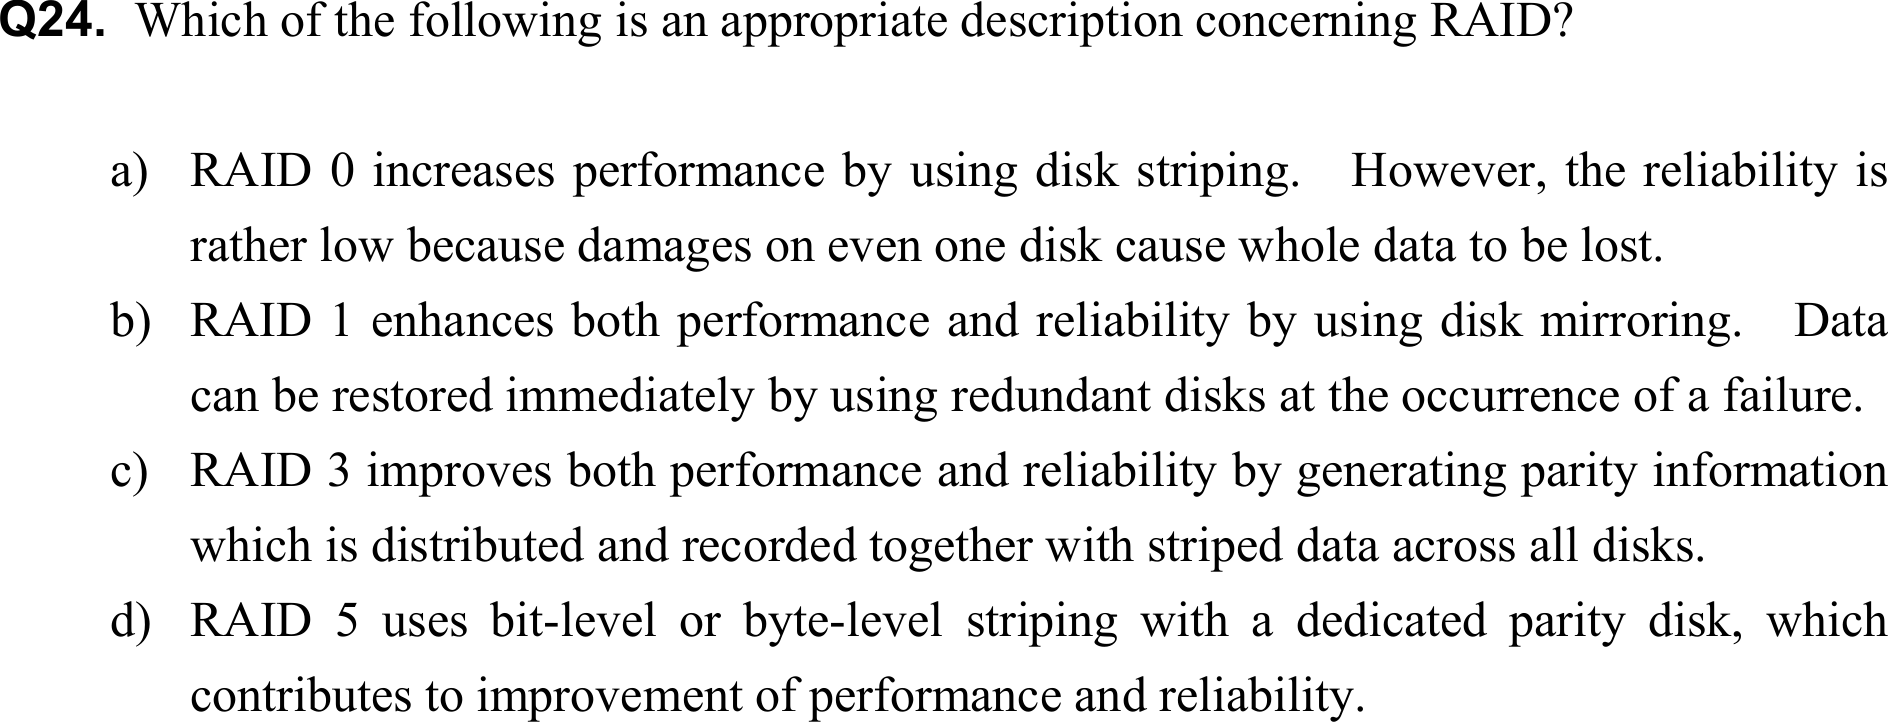 Q24. Which of the following is an appropriate description concerning RAID?
a) RAID 0 increases performance by using disk striping. However, the reliability is
rather low because damages on even one disk cause whole data to be lost.
b) RAID 1 enhances both performance and reliability by using disk mirroring. Data
can be restored immediately by using redundant disks at the occurrence of a failure.
c) RAID 3 improves both performance and reliability by generating parity information
which is distributed and recorded together with striped data across all disks.
d) RAID 5 uses bit-level or byte-level striping with a dedicated parity disk, which
contributes to improvement of performance and reliability.